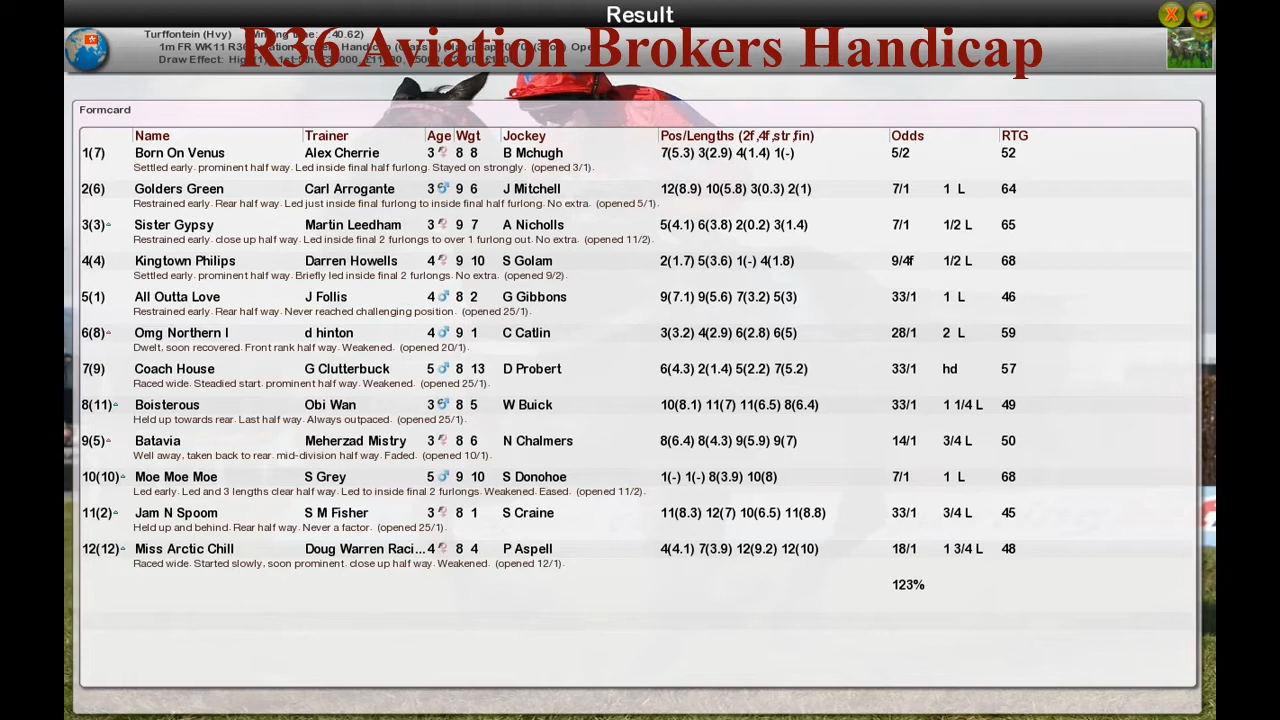 Result
Turffontein (Hvy) Winning time: 1:40.62)
R36 Aviation Brokers Handicap
1m FR WK11 R36 Aviation Brokers Handicap
Draw Effect:
Formcard
Name Trainer Age Wgt Jockey Pos/Lengths (2f,4f,str,fin) Odds RTG
1(7) Born On Venus Alex Cherrie 3 8 8 B Mchugh 7(5.3) 3(2.9) 4(1.4) 1(-) 5/2 52
Settled early. prominent half way. Led inside final half furlong. Stayed on strongly. (opened 3/1).
2(6) Golders Green Carl Arrogante 3 9 6 J Mitchell 12(8.9) 10(5.8) 3(0.3) 2(1) 7/1 1 L 64
Restrained early. Rear half way. Led just inside final furlong to inside final half furlong. No extra. (opened 5/1).
3(3) Sister Gypsy Martin Leedham 3 9 7 A Nicholls 5(4.1) 6(3.8) 2(0.2) 3(1.4) 7/1 1/2 L 65
Restrained early. close up half way. Led inside final 2 furlongs to over 1 furlong out. No extra. (opened 11/2).
4(4) Kingtown Philips Darren Howells 4 9 10 S Golam 2(1.7) 5(3.6) 1(-) 4(1.8) 9/4f 1/2 L 68
Settled early. prominent half way. Briefly led inside final 2 furlongs. No extra. (opened 9/2).
5(1) All Outta Love J Follis 4 8 2 G Gibbons 9(7.1) 9(5.6) 7(3.2) 5(3) 33/1 1 L 46
Restrained early. Rear half way. Never reached challenging position. (opened 25/1).
6(8) Omg Northern I d hinton 4 9 1 C Catlin 3(3.2) 4(2.9) 6(2.8) 6(5) 28/1 2 L 59
Dwelt, soon recovered. Front rank half way. Weakened. (opened 20/1).
7(9) Coach House G Clutterbuck 5 8 13 D Probert 6(4.3) 2(1.4) 5(2.2) 7(5.2) 33/1 hd 57
Raced wide. Steadied start. prominent half way. Weakened. (opened 25/1).
8(11) Boisterous Obi Wan 3 8 5 W Buick 10(8.1) 11(7) 11(6.5) 8(6.4) 33/1 1 1/4 L 49
Held up towards rear. Last half way. Always outpaced. (opened 25/1).
9(5) Batavia Meherzad Mistry 3 8 6 N Chalmers 8(6.4) 8(4.3) 9(5.9) 9(7) 14/1 3/4 L 50
Well away, taken back to rear. mid-division half way. Faded. (opened 10/1).
10(10) Moe Moe Moe S Grey 5 9 10 S Donohoe 1(-) 1(-) 8(3.9) 10(8) 7/1 1 L 68
Led early. Led and 3 lengths clear half way. Led to inside final 2 furlongs. Weakened. Eased. (opened 11/2).
11(2) Jam N Spoom S M Fisher 3 8 1 S Craine 11(8.3) 12(7) 10(6.5) 11(8.8) 33/1 3/4 L 45
Held up and behind. Rear half way. Never a factor. (opened 25/1).
12(12) Miss Arctic Chill Doug Warren Raci... 4 8 4 P Aspell 4(4.1) 7(3.9) 12(9.2) 12(10) 18/1 1 3/4 L 48
Raced wide. Started slowly, soon prominent. close up half way. Weakened. (opened 12/1).
123%